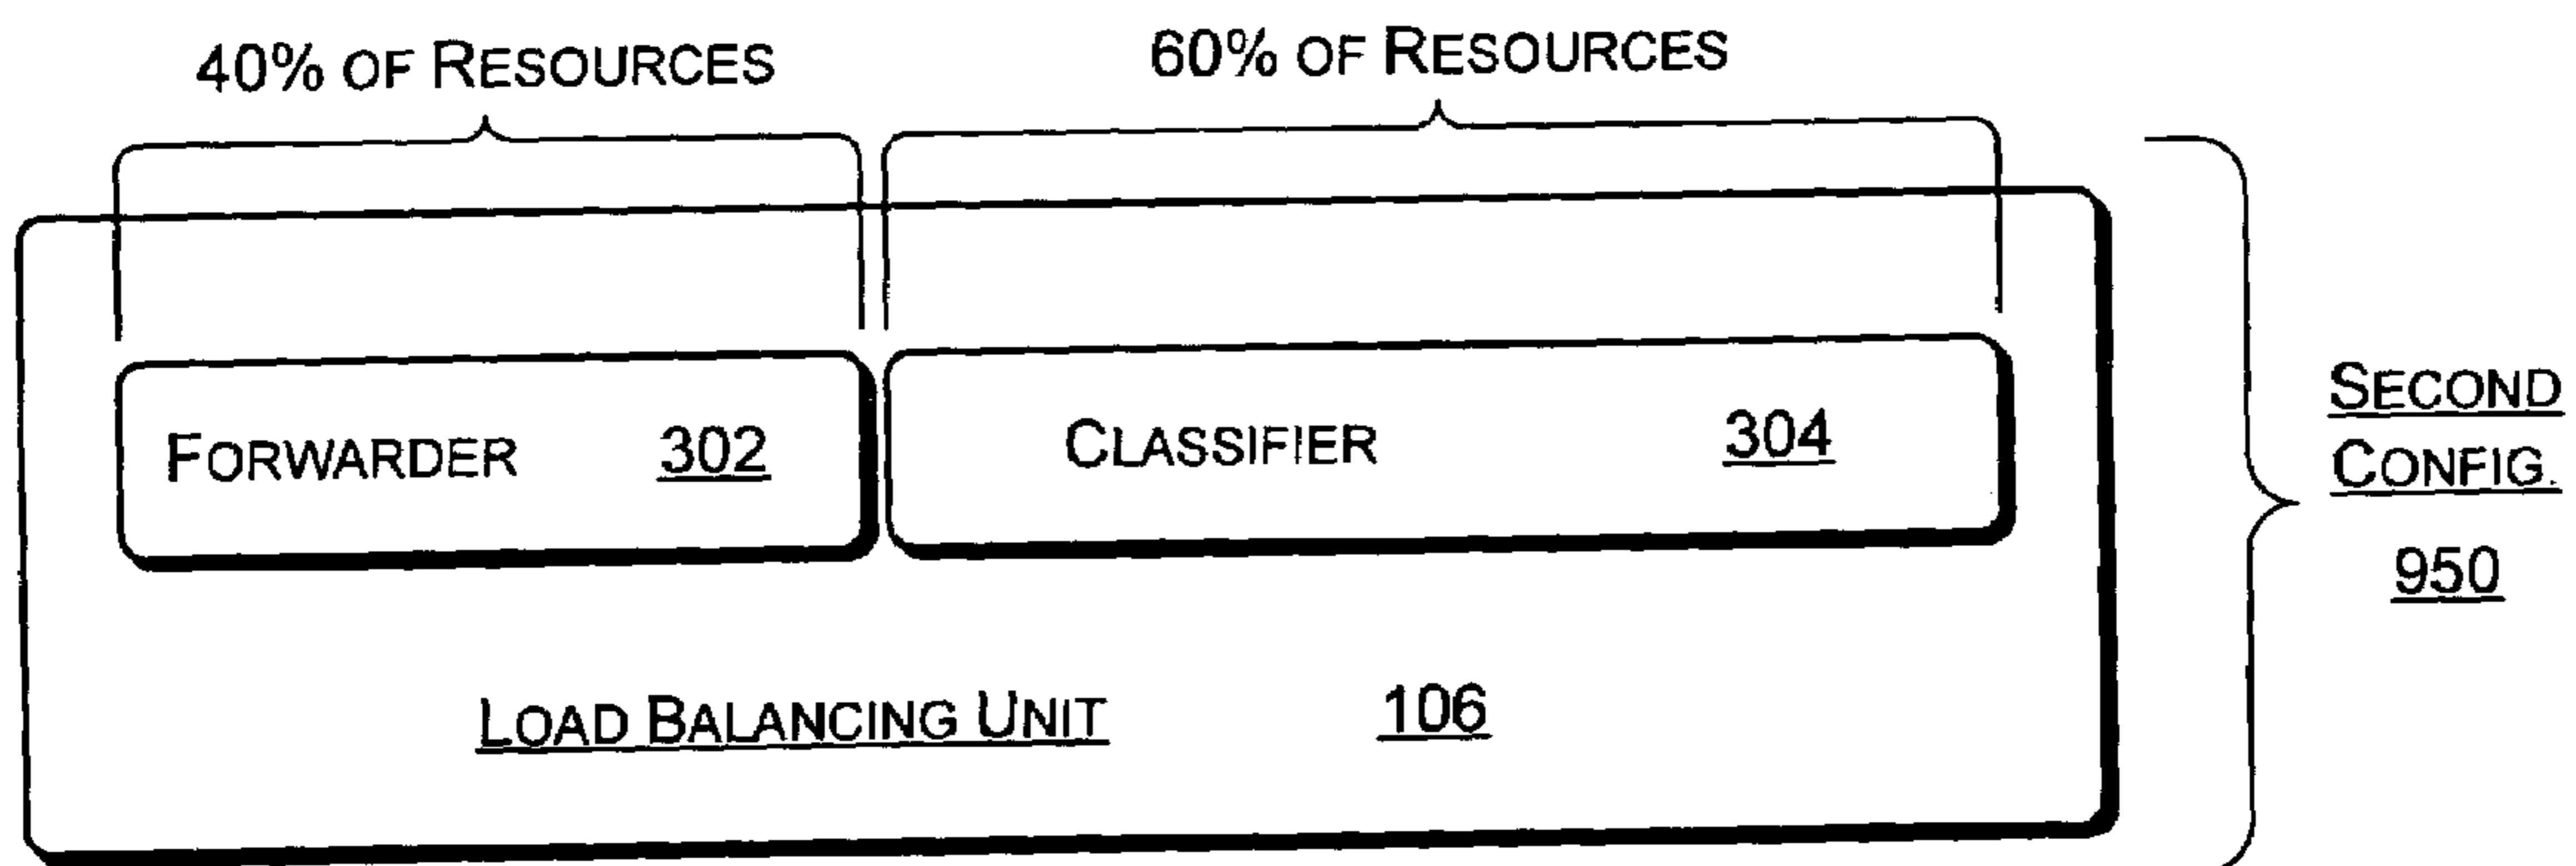 40% OF RESOURCES
60% OF RESOURCES
FORWARDER 302
CLASSIFIER 304
LOAD BALANCING UNIT 106
SECOND
CONFIG.
950